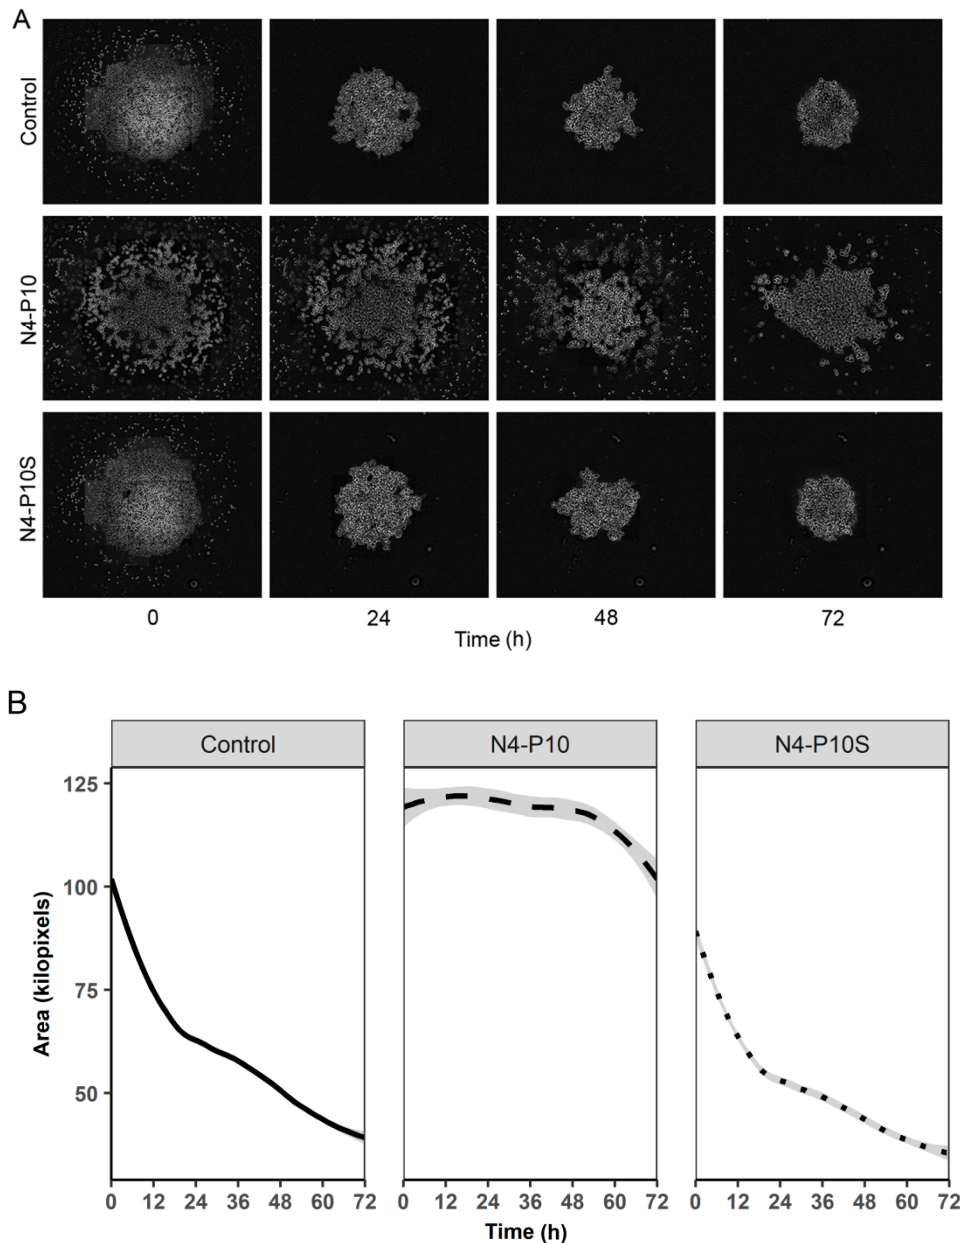 A
Control
N4-P10
N4-P10S
0 24 48 72
Time (h)
B
Control N4-P10 N4-P10S
Area (kilopixels)
125
100
75
50
0 12 24 36 48 60 72 0 12 24 36 48 60 72 0 12 24 36 48 60 72
Time (h)